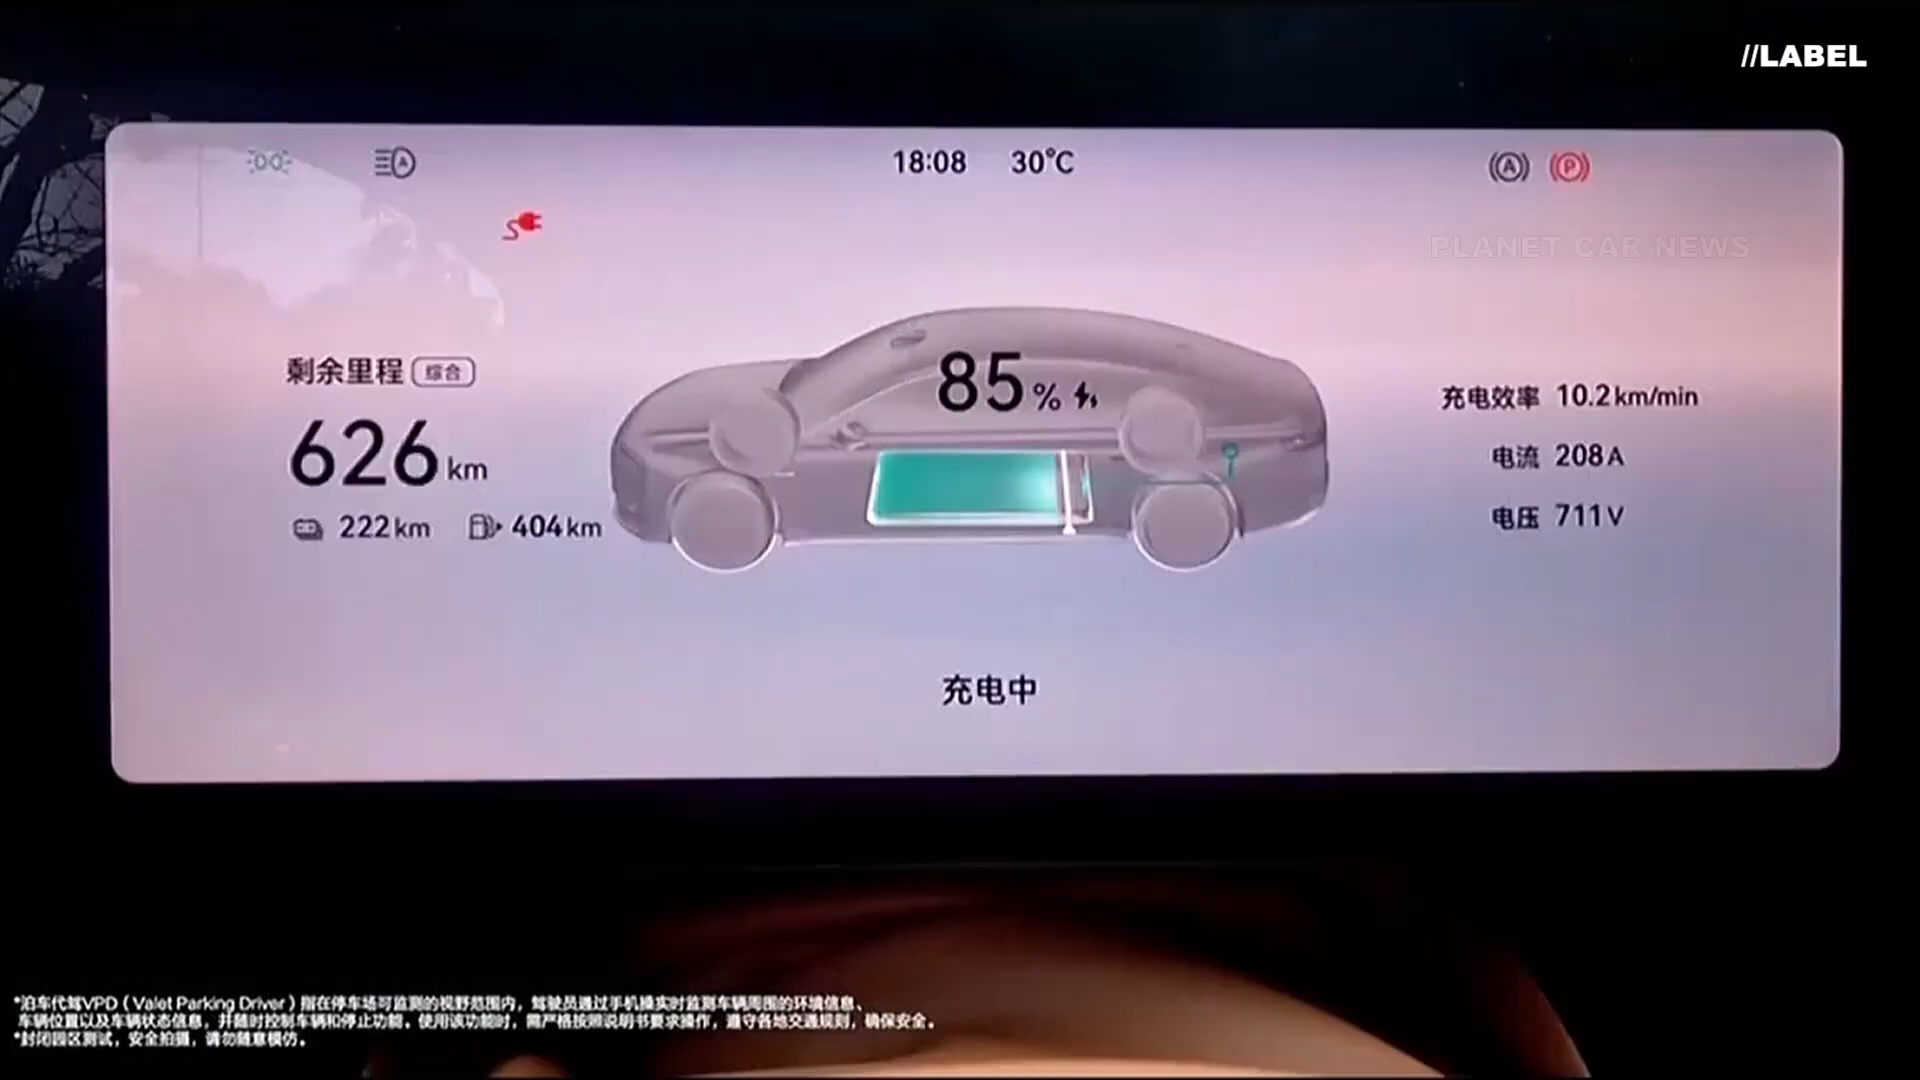 //LABEL
18:08 30°C
PLANET CAR NEWS
剩余里程 综合
626 km
222 km 404 km
85 %
充电效率 10.2 km/min
电流 208 A
电压 711 V
充电中
*泊车代驾VPD（Valet Parking Driver）指在停车场可监测的视野范围内，驾驶员通过手机操实时监测车辆周围的环境信息、
车辆位置以及车辆状态信息，并随时控制车辆和停止功能。使用该功能时，需严格按照说明书要求操作，遵守各地交通规则，确保安全。
*封闭园区测试，安全拍摄，请勿随意模仿。